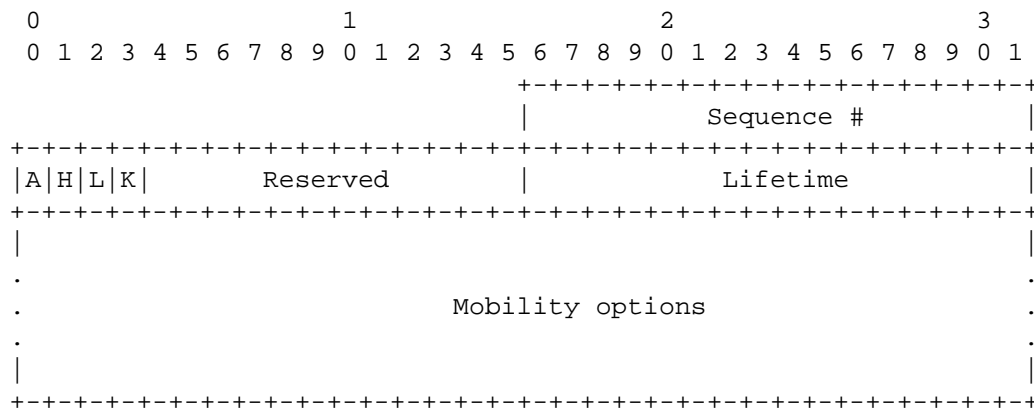 0                   1                   2                   3
 0 1 2 3 4 5 6 7 8 9 0 1 2 3 4 5 6 7 8 9 0 1 2 3 4 5 6 7 8 9 0 1
                                +-+-+-+-+-+-+-+-+-+-+-+-+-+-+-+-+
                                |          Sequence #           |
+-+-+-+-+-+-+-+-+-+-+-+-+-+-+-+-+-+-+-+-+-+-+-+-+-+-+-+-+-+-+-+-+
|A|H|L|K|       Reserved        |           Lifetime            |
+-+-+-+-+-+-+-+-+-+-+-+-+-+-+-+-+-+-+-+-+-+-+-+-+-+-+-+-+-+-+-+-+
|                                                               |
.                                                               .
.                           Mobility options                    .
.                                                               .
|                                                               |
+-+-+-+-+-+-+-+-+-+-+-+-+-+-+-+-+-+-+-+-+-+-+-+-+-+-+-+-+-+-+-+-+